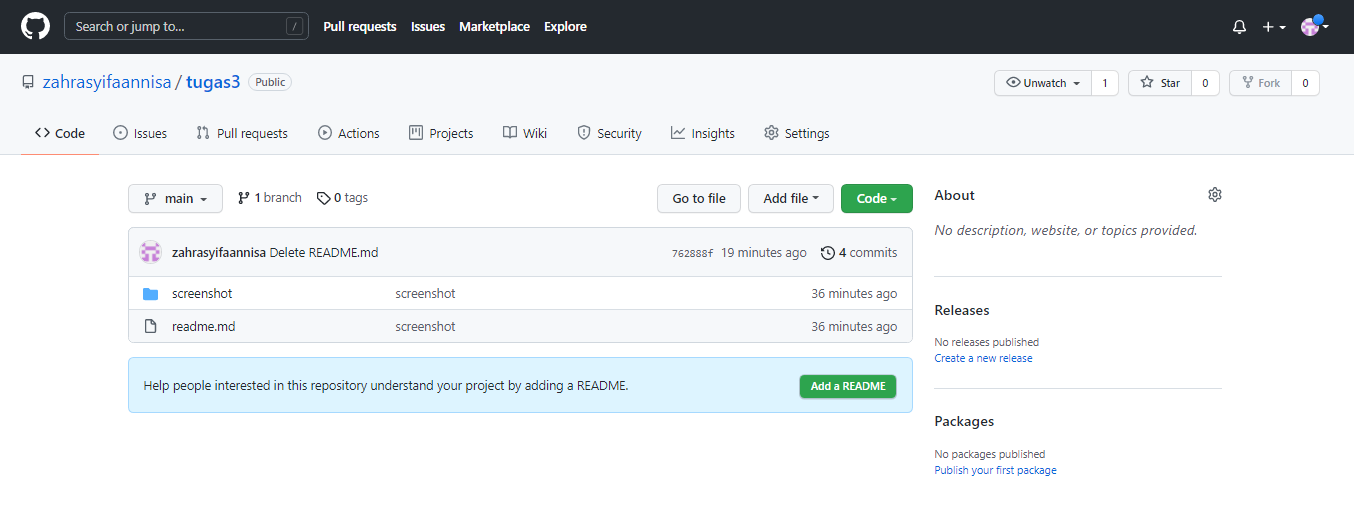 Search or jump to... / Pull requests Issues Marketplace Explore
zahrasyifaannisa / tugas3 Public Unwatch 1 Star 0 Fork 0
Code Issues Pull requests Actions Projects Wiki Security Insights Settings
main 1 branch 0 tags Go to file Add file Code
zahrasyifaannisa Delete README.md 762888f 19 minutes ago 4 commits
screenshot screenshot 36 minutes ago
readme.md screenshot 36 minutes ago
Help people interested in this repository understand your project by adding a README. Add a README
About
No description, website, or topics provided.
Releases
No releases published
Create a new release
Packages
No packages published
Publish your first package